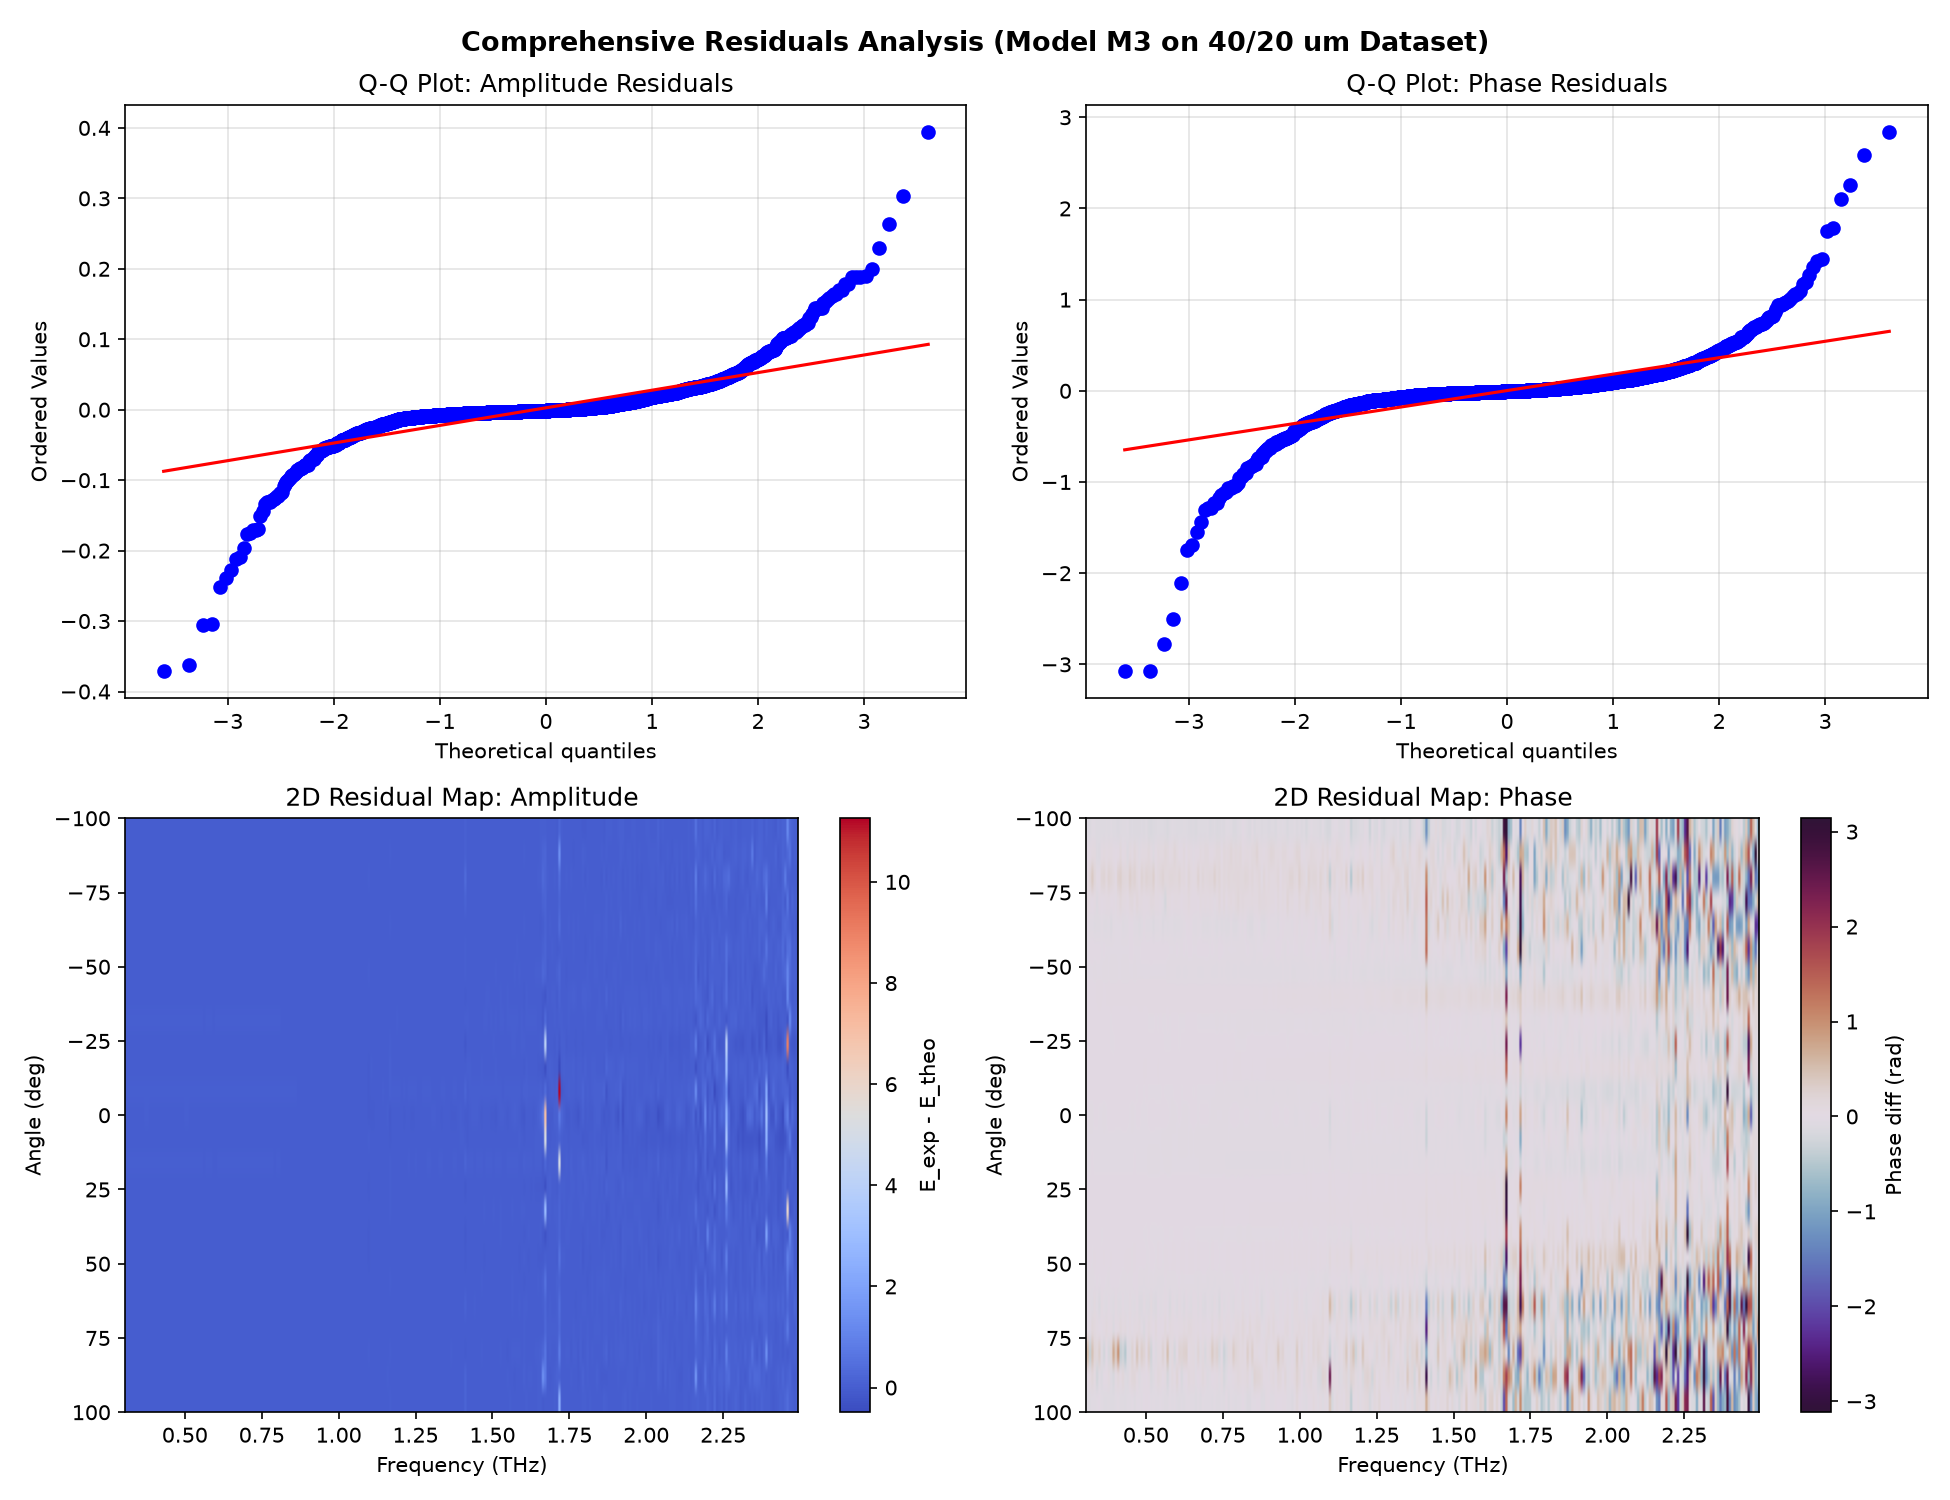 Comprehensive Residuals Analysis (Model M3 on 40/20 um Dataset)
Q-Q Plot: Amplitude Residuals
0.4
0.3
0.2
0.1
0.0
−0.1
−0.2
−0.3
−0.4
Ordered Values
−3 −2 −1 0 1 2 3
Theoretical quantiles
Q-Q Plot: Phase Residuals
3
2
1
0
−1
−2
−3
Ordered Values
−3 −2 −1 0 1 2 3
Theoretical quantiles
2D Residual Map: Amplitude
−100
−75
−50
−25
0
25
50
75
100
Angle (deg)
0.50 0.75 1.00 1.25 1.50 1.75 2.00 2.25
Frequency (THz)
10
8
6
4
2
0
E_exp - E_theo
2D Residual Map: Phase
−100
−75
−50
−25
0
25
50
75
100
Angle (deg)
0.50 0.75 1.00 1.25 1.50 1.75 2.00 2.25
Frequency (THz)
3
2
1
0
−1
−2
−3
Phase diff (rad)